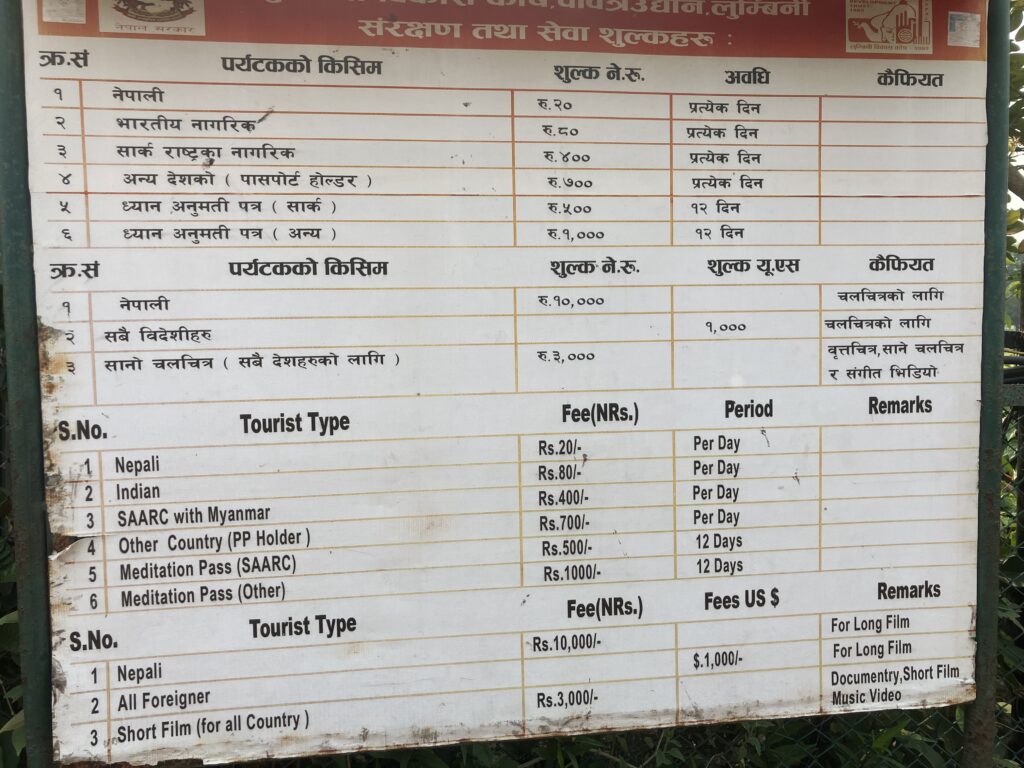 नेपाल सरकार
कोष, पवित्रउद्यान, लुम्बिनी
DEVELOPMENT TRUST
संरक्षण तथा सेवा शुल्कहरु :
क्र.सं पर्यटकको किसिम शुल्क ने.रु. अवधि कैफियत
१ नेपाली रु.२० प्रत्येक दिन
२ भारतीय नागरिक रु.८० प्रत्येक दिन
३ सार्क राष्ट्रका नागरिक रु.४०० प्रत्येक दिन
४ अन्य देशको ( पासपोर्ट होल्डर ) रु.७०० प्रत्येक दिन
५ ध्यान अनुमती पत्र ( सार्क ) रु.५०० १२ दिन
६ ध्यान अनुमती पत्र ( अन्य ) रु.१,००० १२ दिन
क्र.सं पर्यटकको किसिम शुल्क ने.रु. शुल्क यू.एस कैफियत
१ नेपाली रु.१०,००० चलचित्रको लागि
२ सबै विदेशीहरु १,००० चलचित्रको लागि
३ सानो चलचित्र ( सबै देशहरुको लागि ) रु.३,००० वृत्तचित्र,साने चलचित्र
र संगीत भिडियो
S.No. Tourist Type Fee(NRs.) Period Remarks
1 Nepali Rs.20/- Per Day
2 Indian Rs.80/- Per Day
3 SAARC with Myanmar Rs.400/- Per Day
4 Other Country (PP Holder ) Rs.700/- Per Day
5 Meditation Pass (SAARC) Rs.500/- 12 Days
6 Meditation Pass (Other) Rs.1000/- 12 Days
S.No. Tourist Type Fee(NRs.) Fees US $ Remarks
1 Nepali Rs.10,000/- For Long Film
2 All Foreigner $.1,000/- For Long Film
3 Short Film (for all Country ) Rs.3,000/- Documentry,Short Film
Music Video